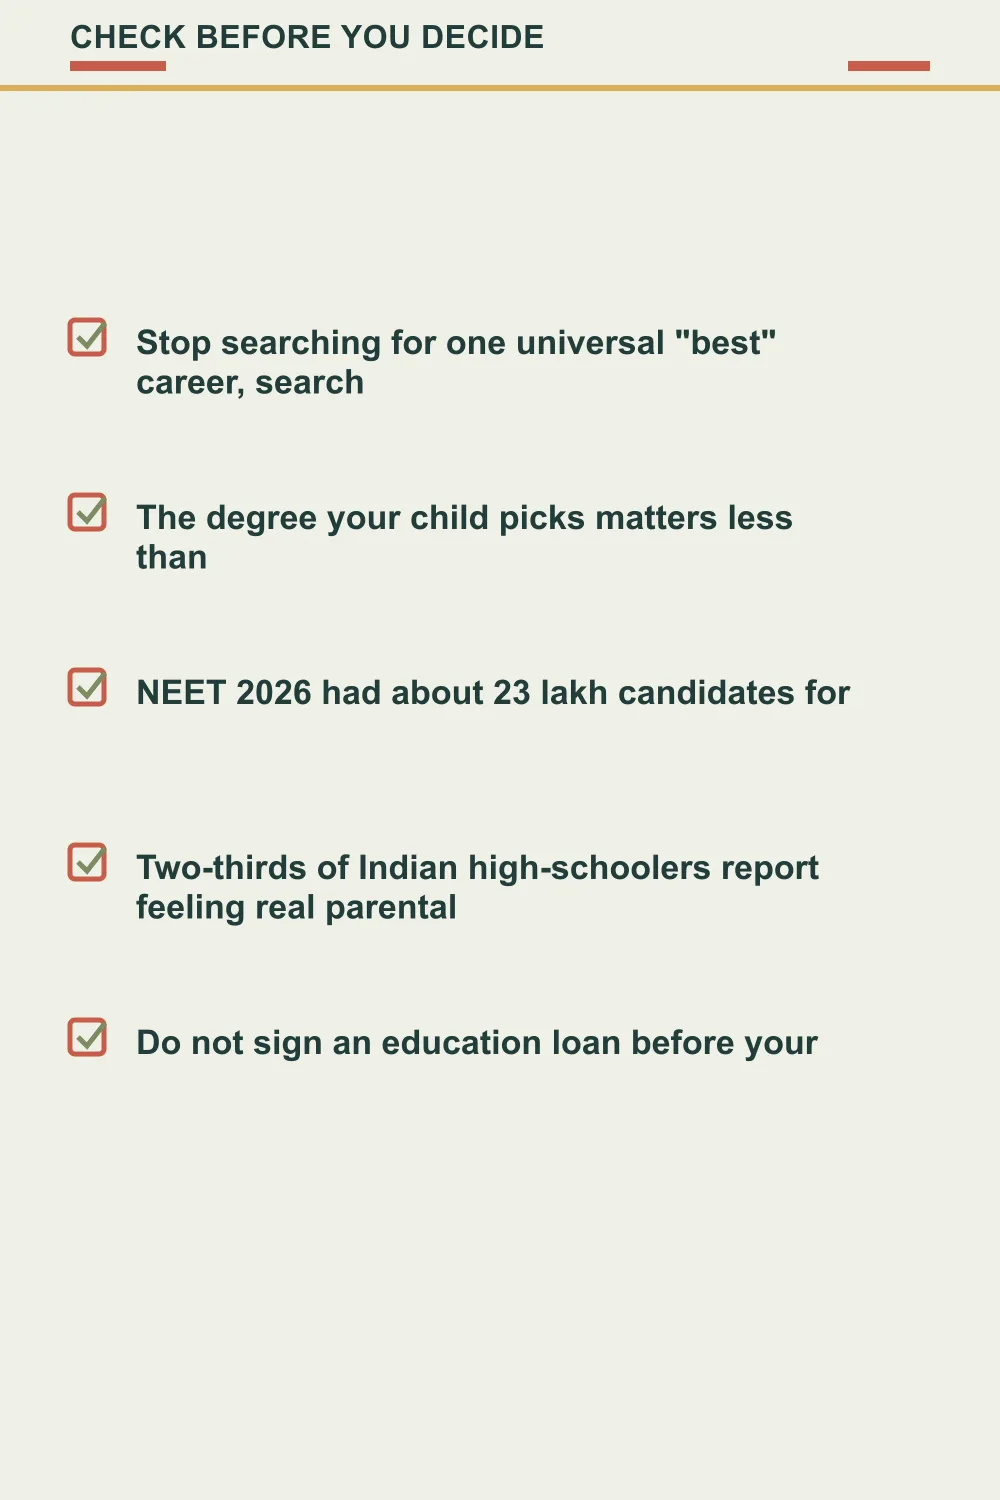 CHECK BEFORE YOU DECIDE
Stop searching for one universal "best"
career, search
The degree your child picks matters less
than
NEET 2026 had about 23 lakh candidates for
Two-thirds of Indian high-schoolers report
feeling real parental
Do not sign an education loan before your